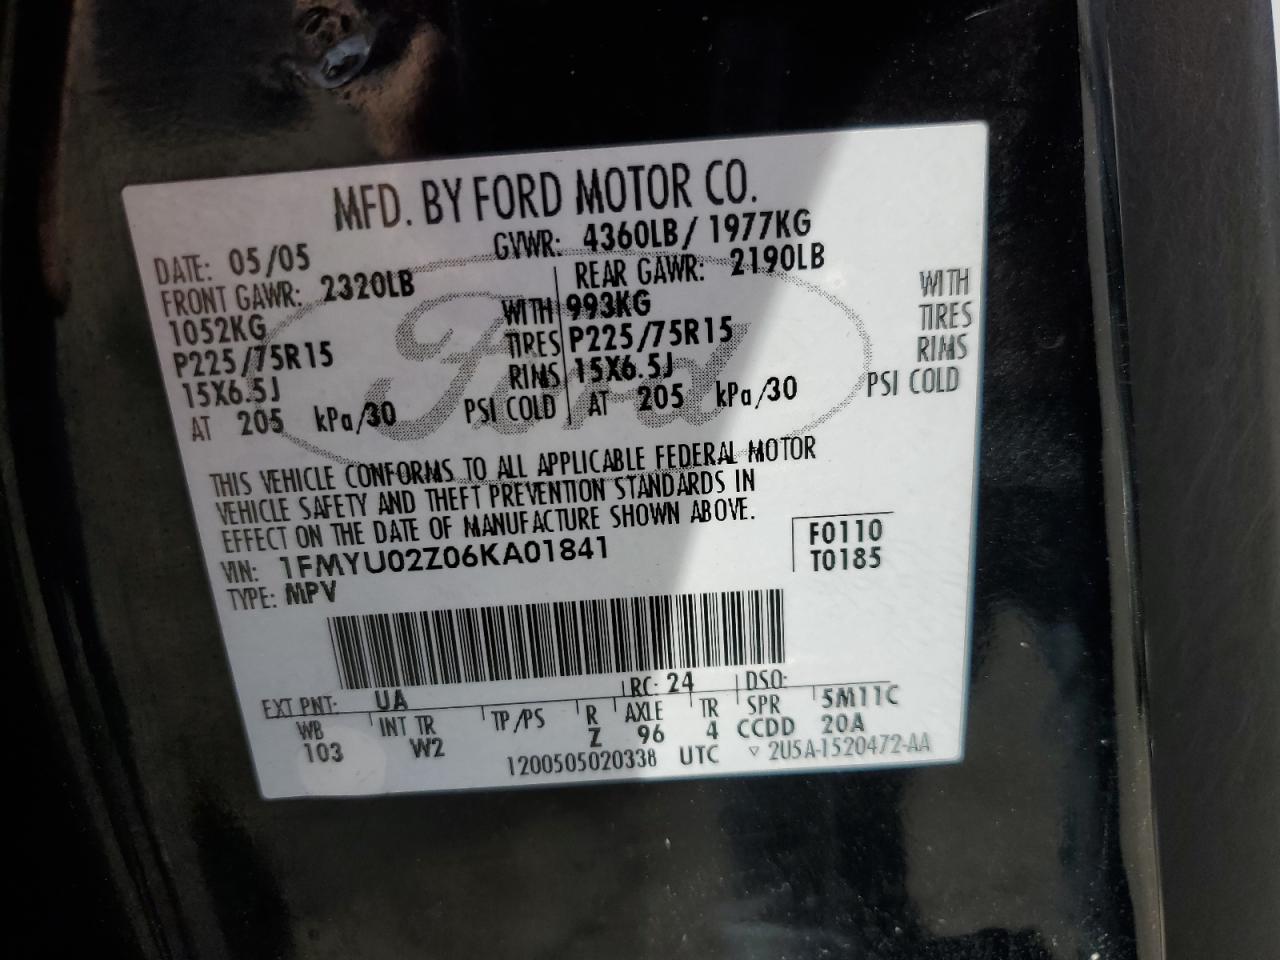 MFD. BY FORD MOTOR CO.
DATE: 05/05 GVWR: 4360LB / 1977KG
FRONT GAWR: 2320LB REAR GAWR: 2190LB
1052KG WITH 993KG WITH
P225/75R15 TIRES P225/75R15 TIRES
15X6.5J RIMS 15X6.5J RIMS
AT 205 kPa/30 PSI COLD AT 205 kPa/30 PSI COLD
Ford
THIS VEHICLE CONFORMS TO ALL APPLICABLE FEDERAL MOTOR
VEHICLE SAFETY AND THEFT PREVENTION STANDARDS IN
EFFECT ON THE DATE OF MANUFACTURE SHOWN ABOVE.
VIN: 1FMYU02Z06KA01841 F0110
TYPE: MPV T0185
EXT PNT: UA RC: 24 DSO:
WB INT TR TP/PS R AXLE TR SPR 5M11C
103 W2 Z 96 4 CCDD 20A
1200505020338 UTC ▽ 2U5A-1520472-AA